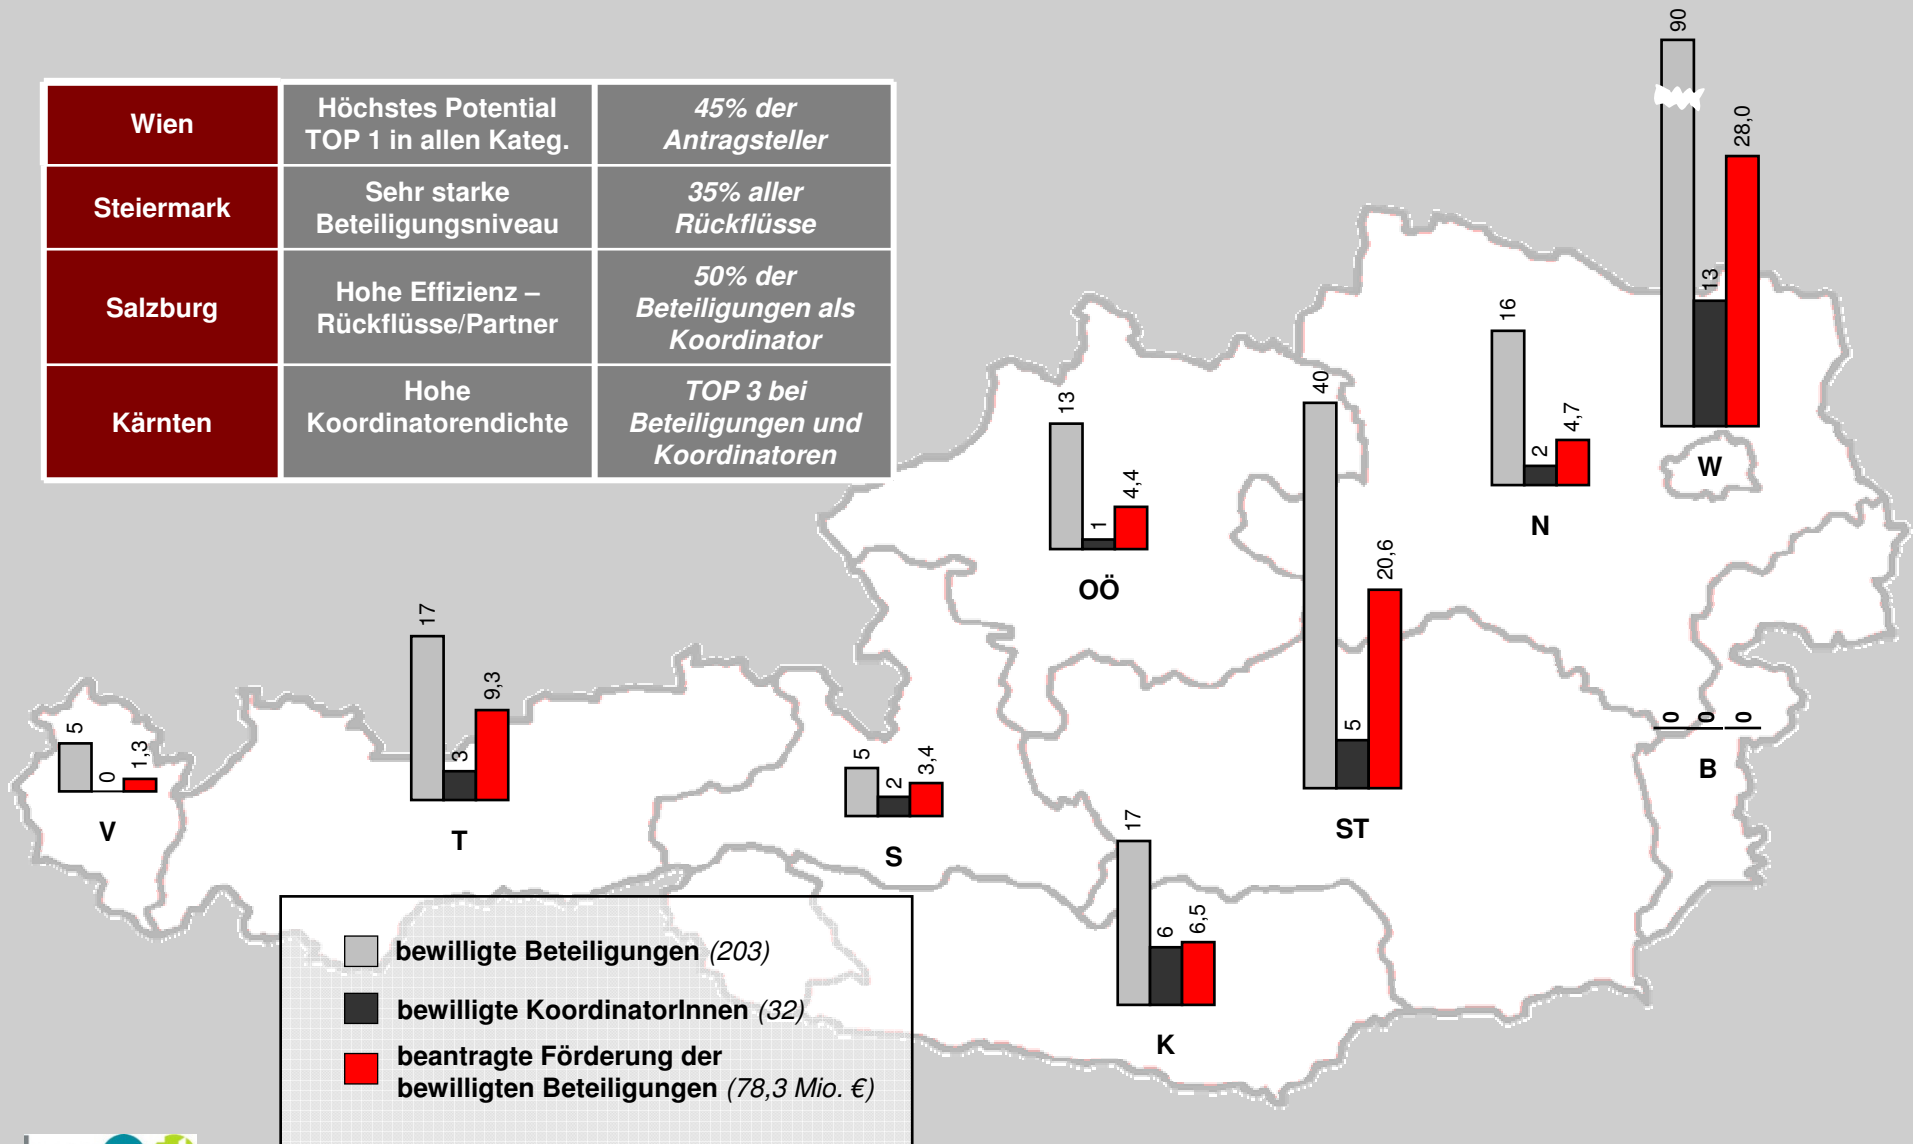 Wien
Höchstes Potential
TOP 1 in allen Kateg.
45% der
Antragsteller
Steiermark
Sehr starke
Beteiligungsniveau
35% aller
Rückflüsse
Salzburg
Hohe Effizienz –
Rückflüsse/Partner
50% der
Beteiligungen als
Koordinator
Kärnten
Hohe
Koordinatorendichte
TOP 3 bei
Beteiligungen und
Koordinatoren
90
13
28,0
W
16
2
4,7
N
13
1
4,4
OÖ
40
5
20,6
ST
0
0
0
B
17
3
9,3
T
5
0
1,3
V
5
2
3,4
S
17
6
6,5
K
bewilligte Beteiligungen (203)
bewilligte KoordinatorInnen (32)
beantragte Förderung der
bewilligten Beteiligungen (78,3 Mio. €)